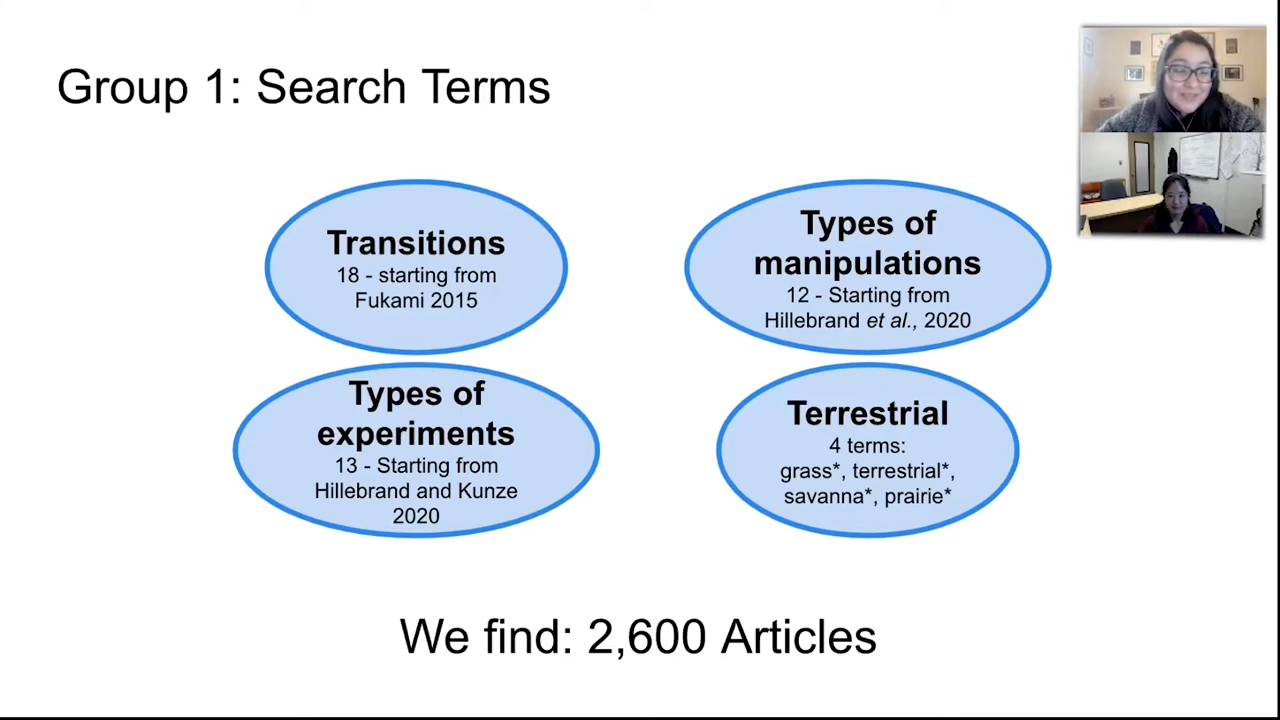 Group 1: Search Terms
Transitions
18 - starting from
Fukami 2015
Types of
manipulations
12 - Starting from
Hillebrand et al., 2020
Types of
experiments
13 - Starting from
Hillebrand and Kunze
2020
Terrestrial
4 terms:
grass*, terrestrial*,
savanna*, prairie*
We find: 2,600 Articles